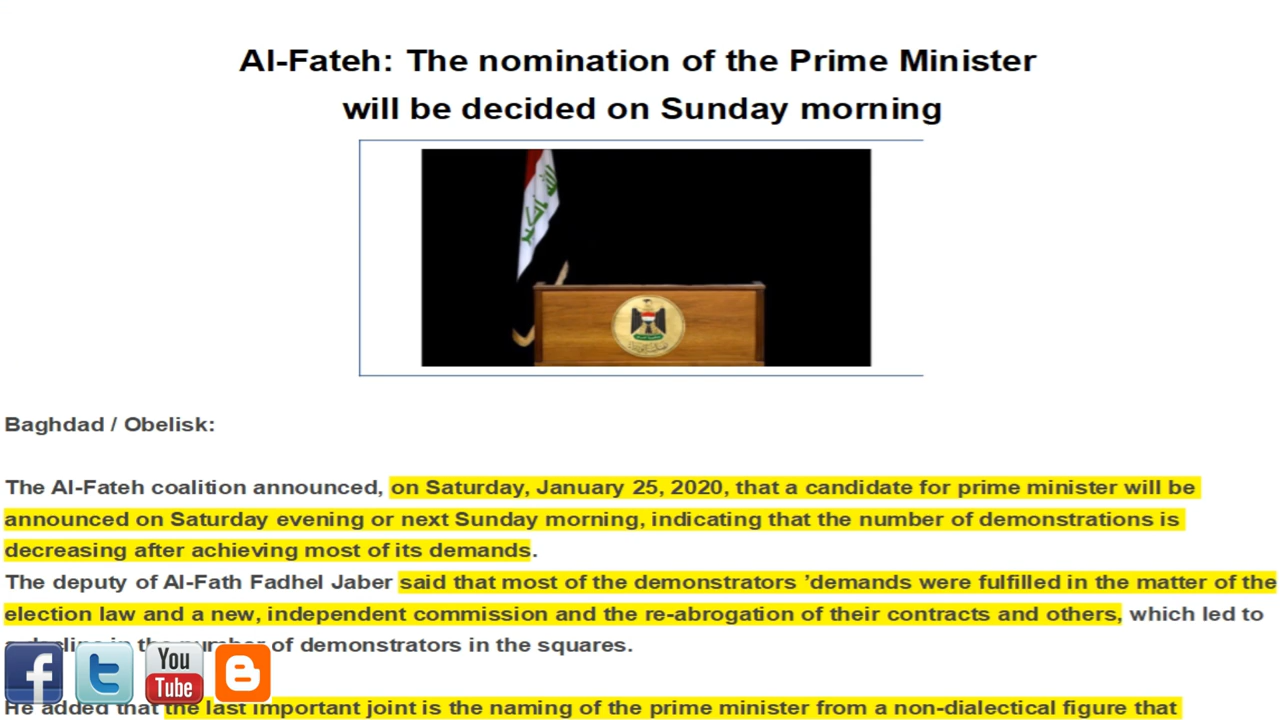 Al-Fateh: The nomination of the Prime Minister
will be decided on Sunday morning
الله
أكبر
Baghdad / Obelisk:
The Al-Fateh coalition announced, on Saturday, January 25, 2020, that a candidate for prime minister will be
announced on Saturday evening or next Sunday morning, indicating that the number of demonstrations is
decreasing after achieving most of its demands.
The deputy of Al-Fath Fadhel Jaber said that most of the demonstrators ’demands were fulfilled in the matter of the
election law and a new, independent commission and the re-abrogation of their contracts and others, which led to
a decline in the number of demonstrators in the squares.
You
Tube
He added that the last important joint is the naming of the prime minister from a non-dialectical figure that